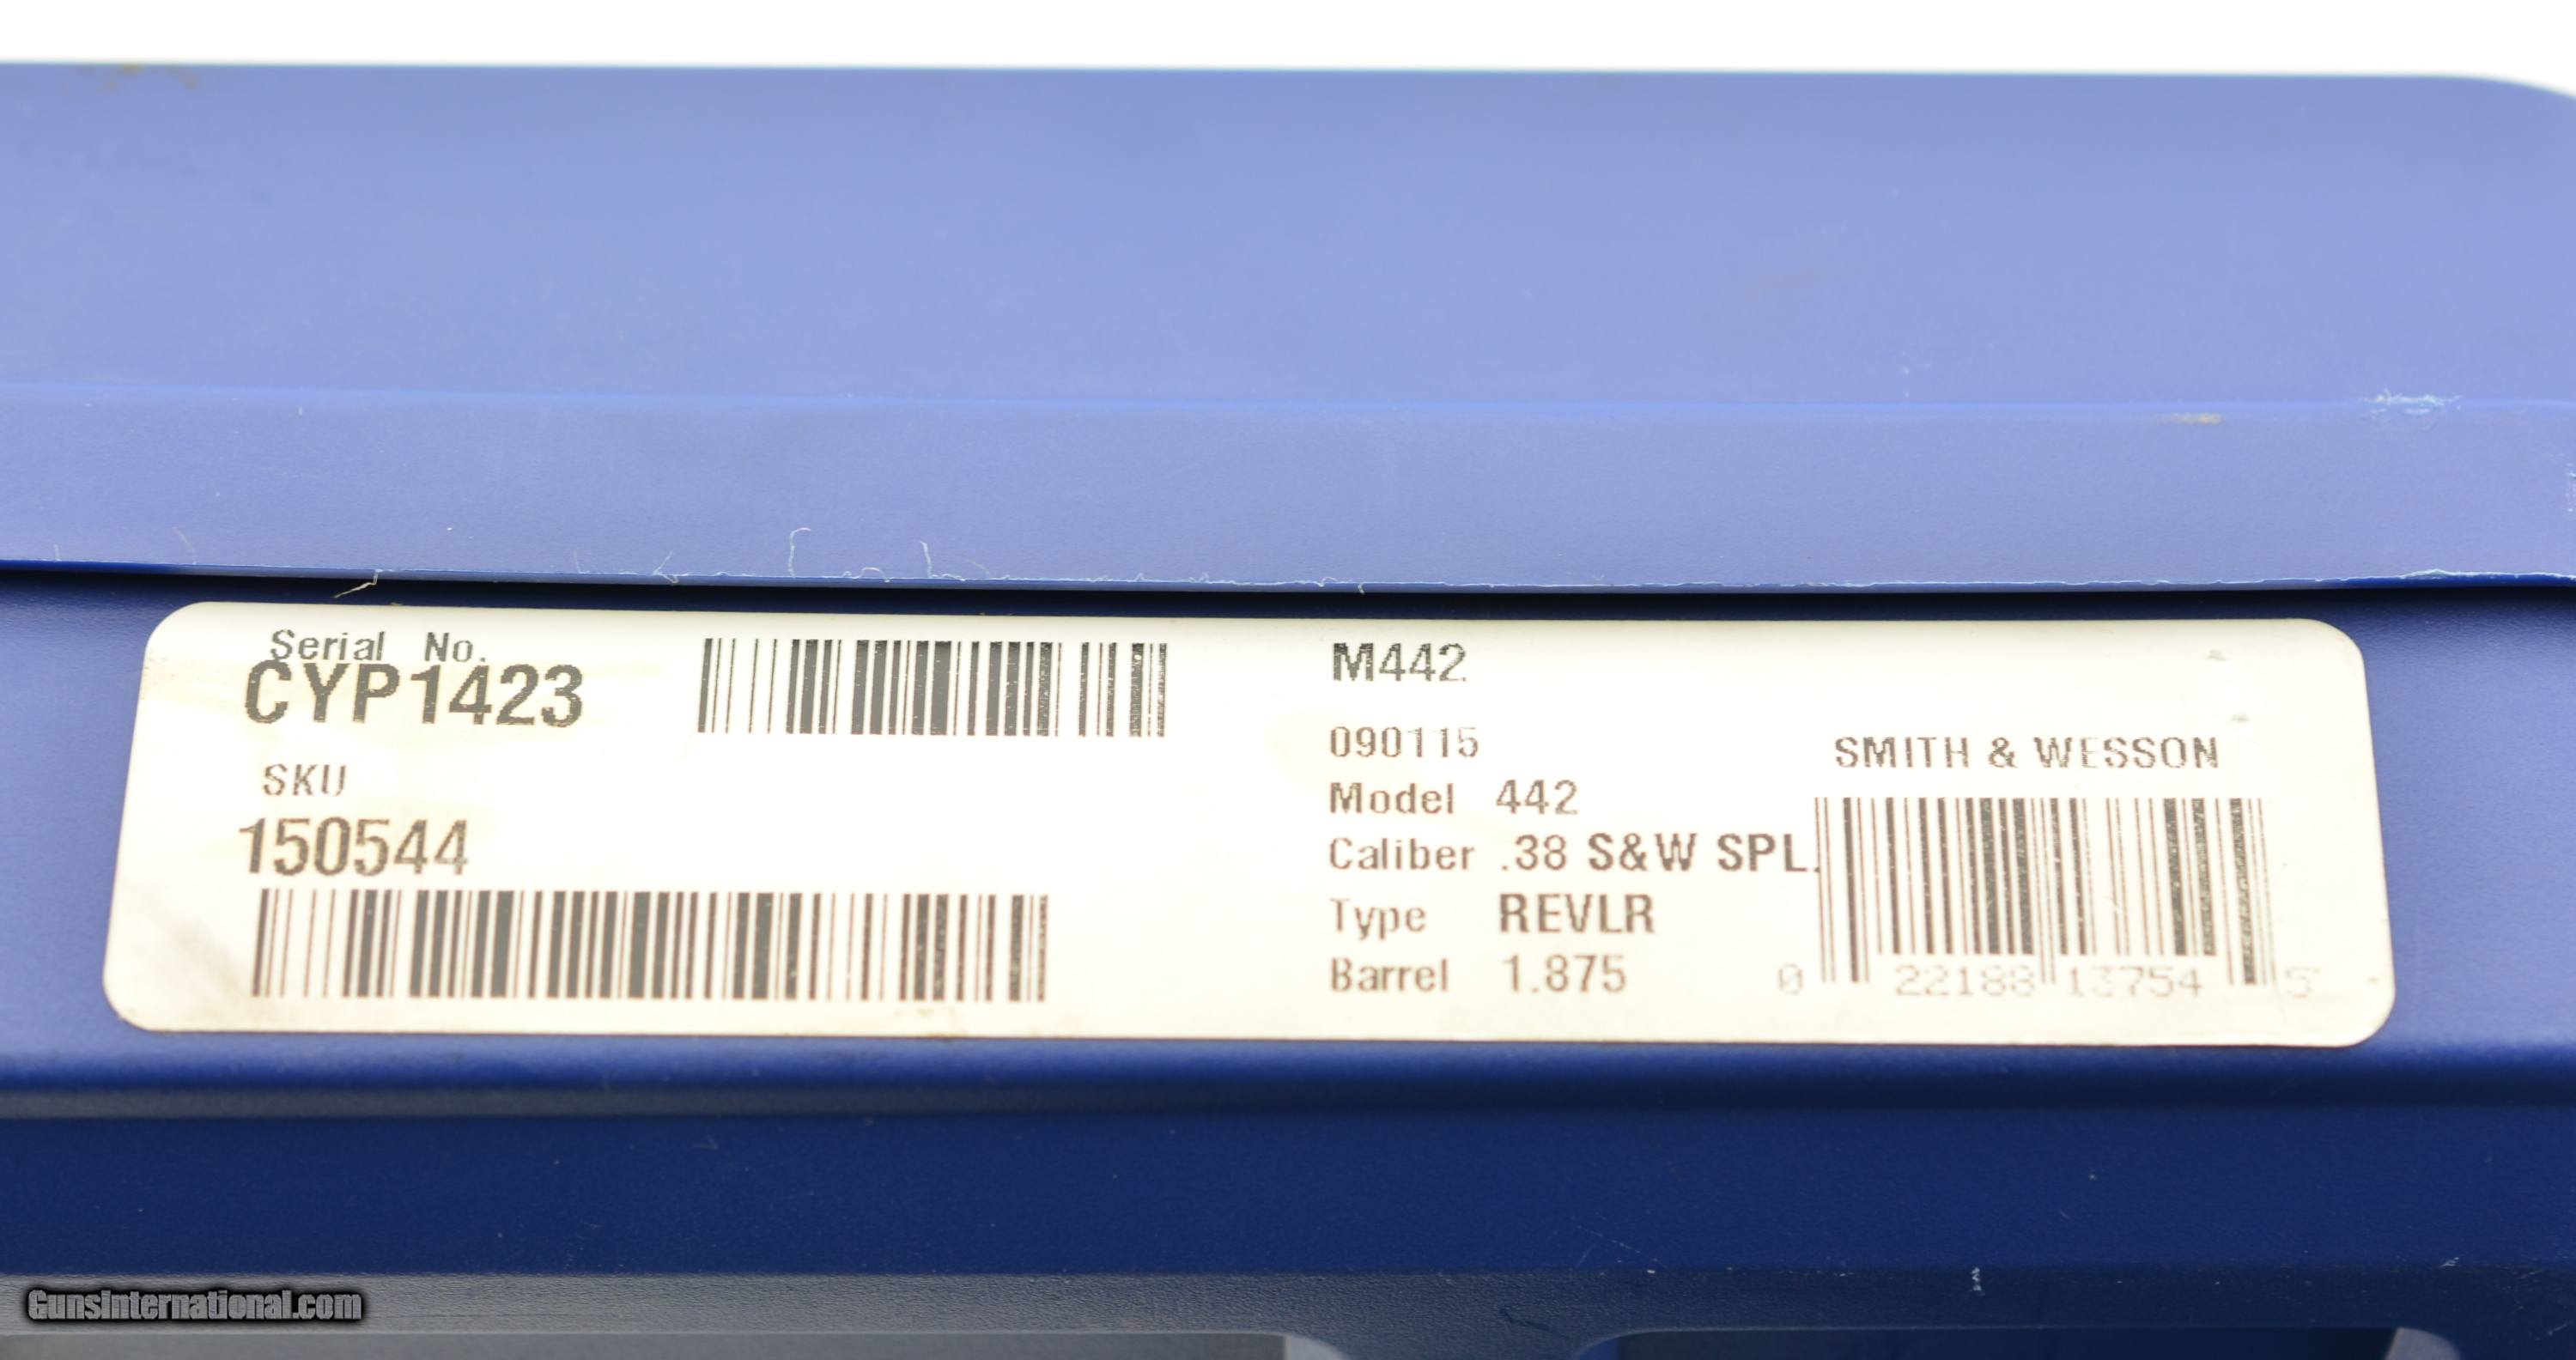 Serial No.
CYP1423
SKU
150544
M442
090115
Model 442
Caliber .38 S&W SPL.
Type REVLR
Barrel 1.875
SMITH & WESSON
0 22188 13754 5
GunsInternational.com